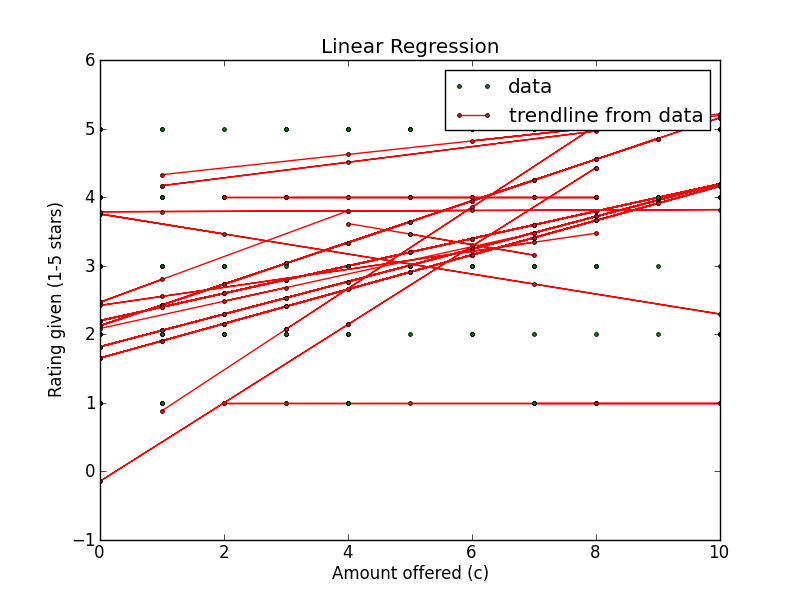 Linear Regression
data
trendline from data
6
5
4
3
2
1
0
−1
Rating given (1-5 stars)
0 2 4 6 8 10
Amount offered (c)